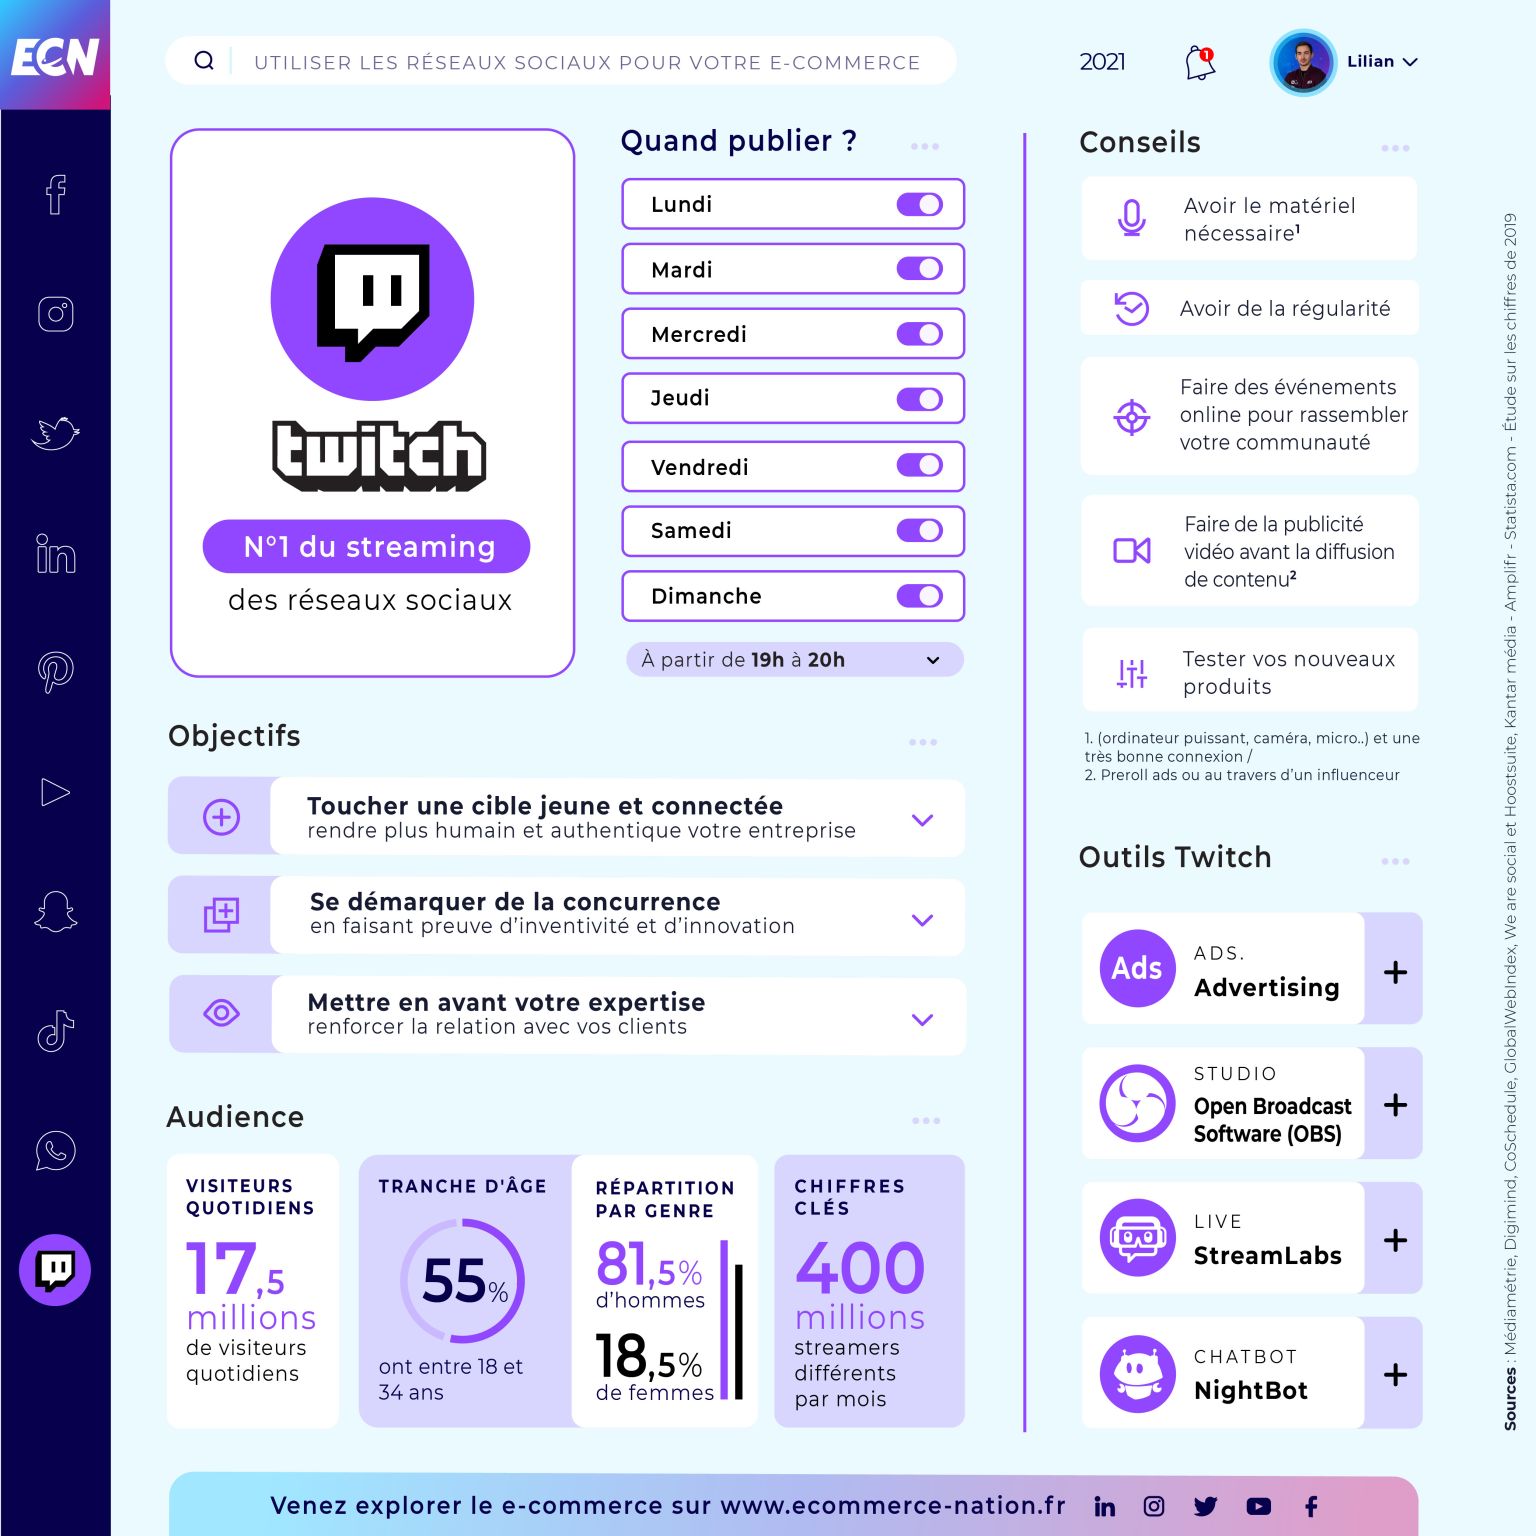 ECN
UTILISER LES RÉSEAUX SOCIAUX POUR VOTRE E-COMMERCE
2021
1
Lilian
twitch
N°1 du streaming
des réseaux sociaux
Quand publier ?
Lundi
Mardi
Mercredi
Jeudi
Vendredi
Samedi
Dimanche
À partir de 19h à 20h
Conseils
Avoir le matériel
nécessaire¹
Avoir de la régularité
Faire des événements
online pour rassembler
votre communauté
Faire de la publicité
vidéo avant la diffusion
de contenu²
Tester vos nouveaux
produits
1. (ordinateur puissant, caméra, micro..) et une
très bonne connexion /
2. Preroll ads ou au travers d’un influenceur
Objectifs
Toucher une cible jeune et connectée
rendre plus humain et authentique votre entreprise
Se démarquer de la concurrence
en faisant preuve d’inventivité et d’innovation
Mettre en avant votre expertise
renforcer la relation avec vos clients
Outils Twitch
Ads
ADS.
Advertising
STUDIO
Open Broadcast
Software (OBS)
LIVE
StreamLabs
CHATBOT
NightBot
Audience
VISITEURS
QUOTIDIENS
17,5
millions
de visiteurs
quotidiens
TRANCHE D'ÂGE
55%
ont entre 18 et
34 ans
RÉPARTITION
PAR GENRE
81,5%
d’hommes
18,5%
de femmes
CHIFFRES
CLÉS
400
millions
streamers
différents
par mois
Venez explorer le e-commerce sur www.ecommerce-nation.fr
Sources : Médiamétrie, Digimind, CoSchedule, GlobalWebIndex, We are social et Hoostsuite, Kantar média - Amplifr - Statista.com - Étude sur les chiffres de 2019